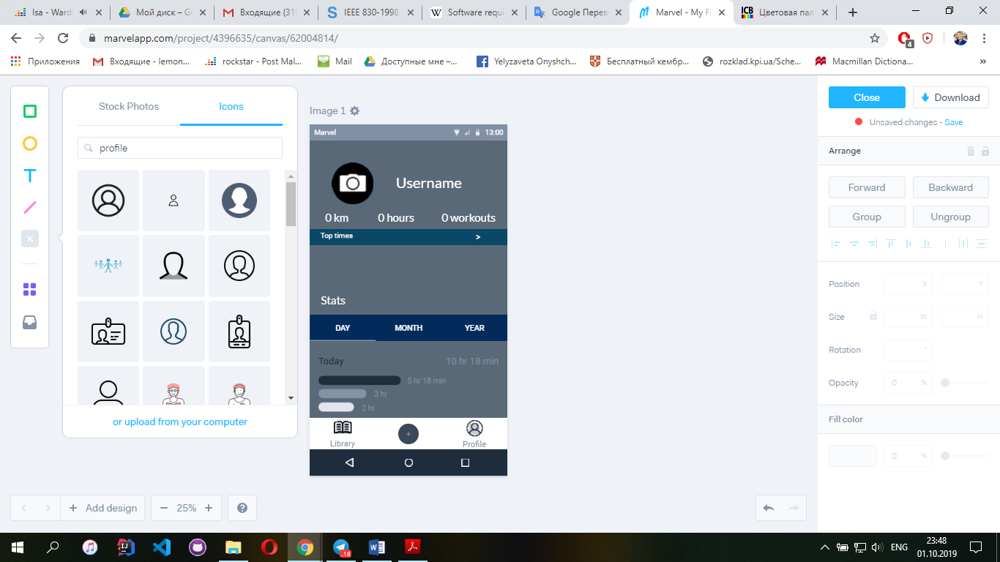 Isa - Ward
Мой диск – Go
Входящие (315
IEEE 830-1998
Software requi
Google Перев
Marvel - My Fi
Цветовая пал
marvelapp.com/project/4396635/canvas/62004814/
4
Приложения
Входящие - lemon...
rockstar - Post Mal...
Mail
Доступные мне –...
Yelyzaveta Onyshch...
Бесплатный кембр...
rozklad.kpi.ua/Sche...
Macmillan Dictiona...
»
Stock Photos
Icons
profile
or upload from your computer
Image 1
Marvel
13:00
Username
0 km
0 hours
0 workouts
Top times
>
Stats
DAY
MONTH
YEAR
Today
10 hr 18 min
5 hr 18 min
3 hr
2 hr
Library
Profile
Close
Download
Unsaved changes - Save
Arrange
Forward
Backward
Group
Ungroup
Position
X
Y
Size
W
H
Rotation
°
Opacity
0
%
Fill color
0
%
+ Add design
− 25% +
?
.18
ENG
23:48
01.10.2019